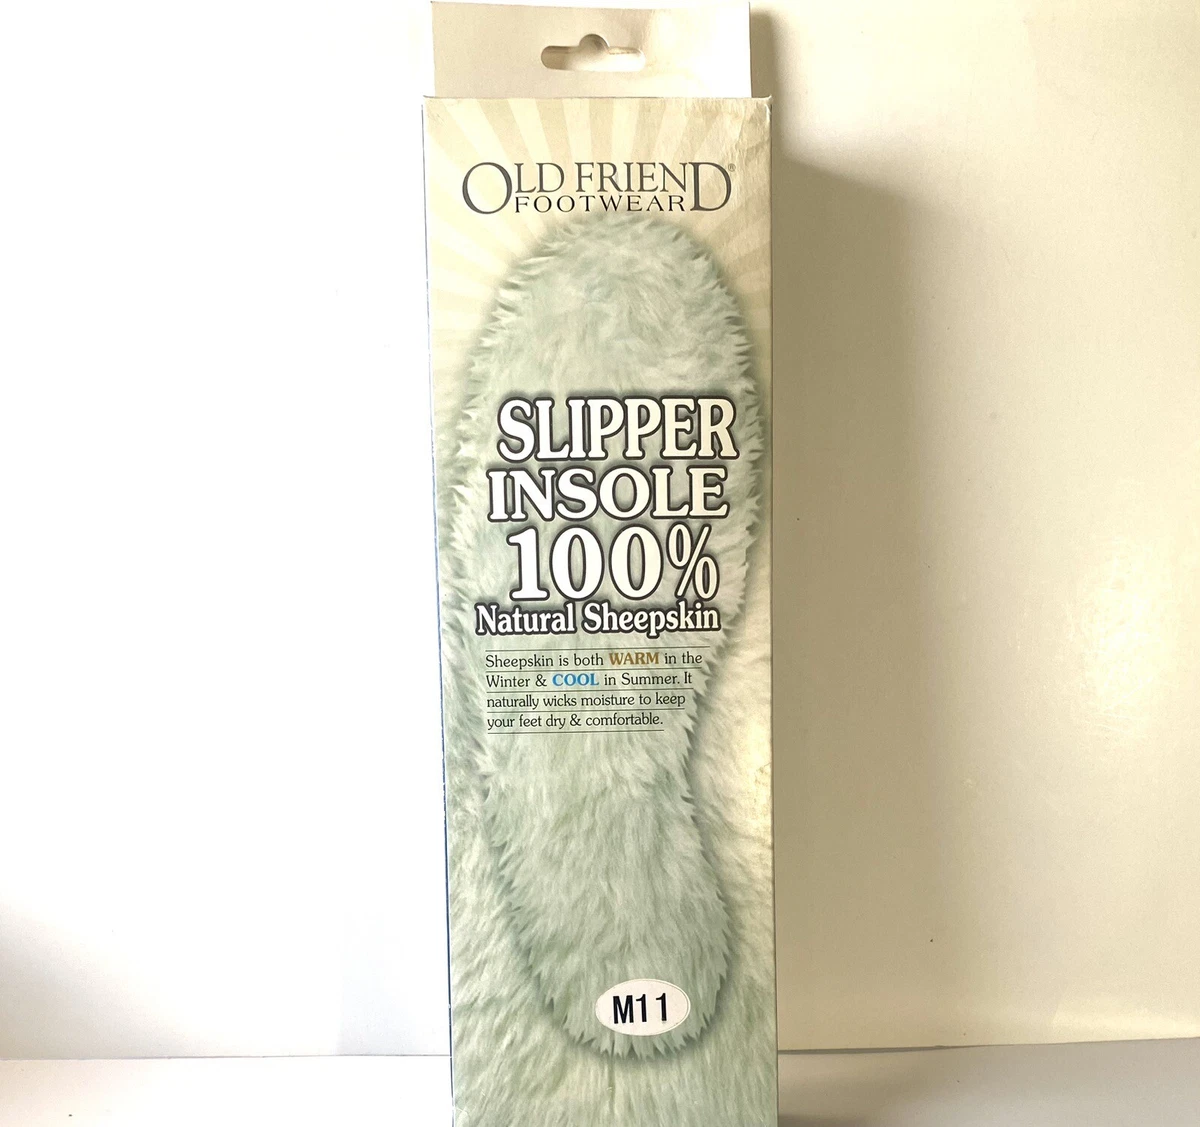 OLD FRIEND®
FOOTWEAR
SLIPPER
INSOLE
100%
Natural Sheepskin
Sheepskin is both WARM in the
Winter & COOL in Summer. It
naturally wicks moisture to keep
your feet dry & comfortable.
M11